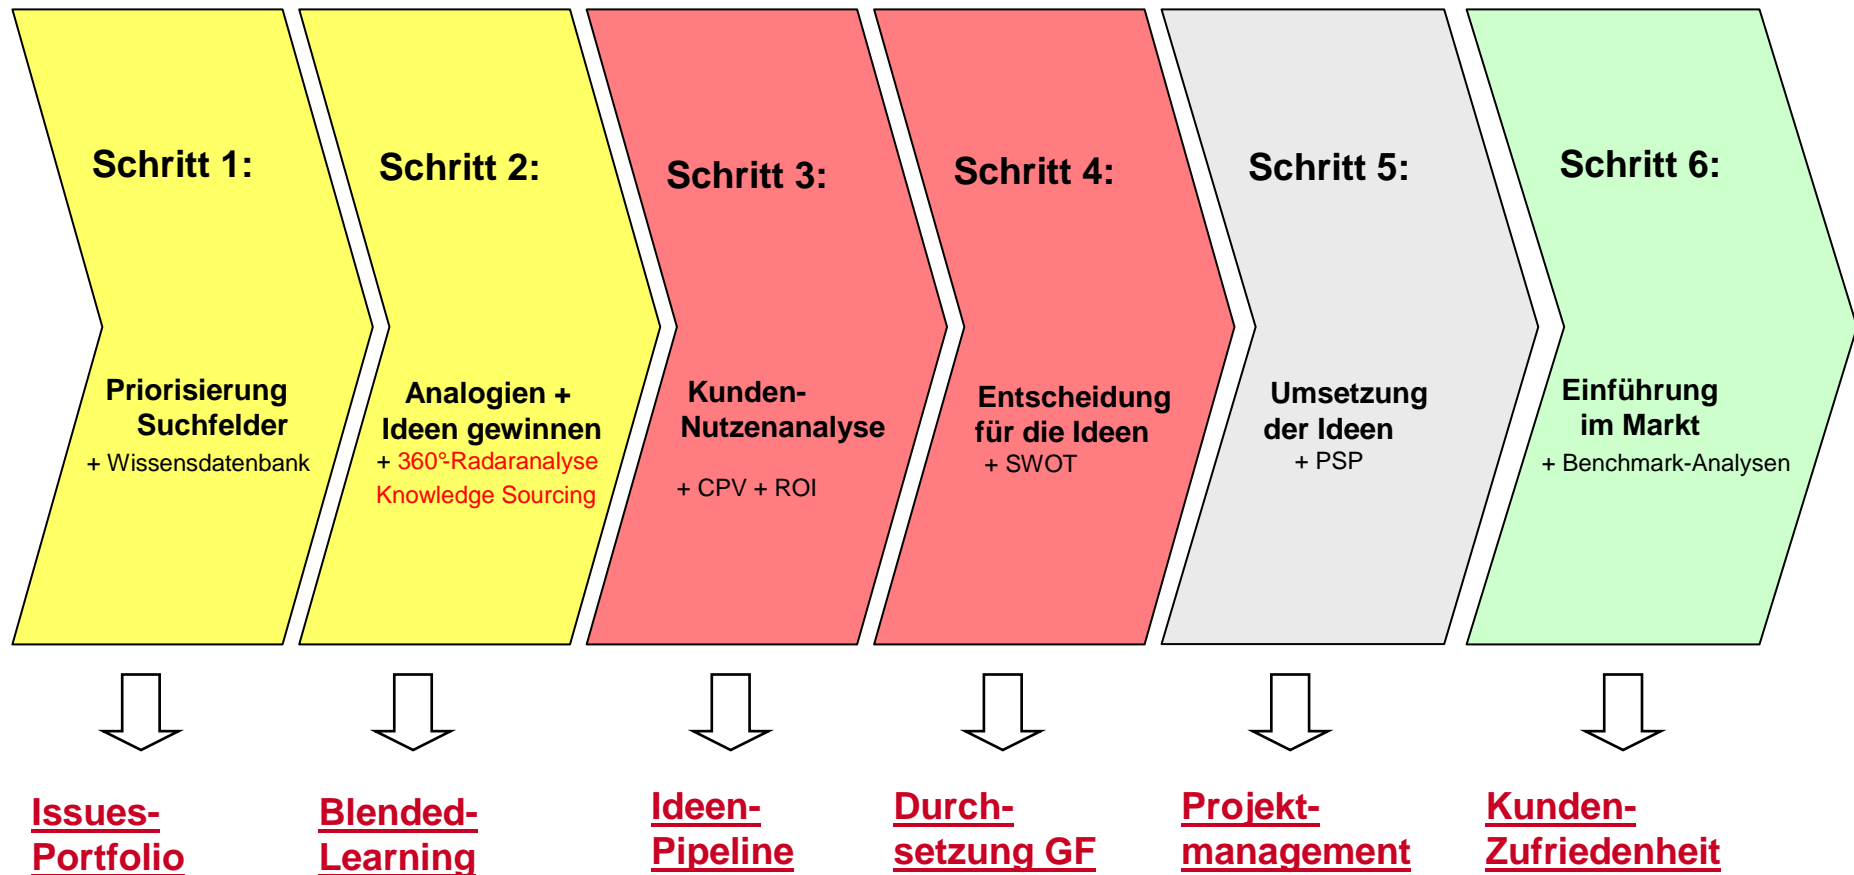 Schritt 1:
Priorisierung
Suchfelder
+ Wissensdatenbank
Schritt 2:
Analogien +
Ideen gewinnen
+ 360°-Radaranalyse
Knowledge Sourcing
Schritt 3:
Kunden-
Nutzenanalyse
+ CPV + ROI
Schritt 4:
Entscheidung
für die Ideen
+ SWOT
Schritt 5:
Umsetzung
der Ideen
+ PSP
Schritt 6:
Einführung
im Markt
+ Benchmark-Analysen
Issues-
Portfolio
Blended-
Learning
Ideen-
Pipeline
Durch-
setzung GF
Projekt-
management
Kunden-
Zufriedenheit